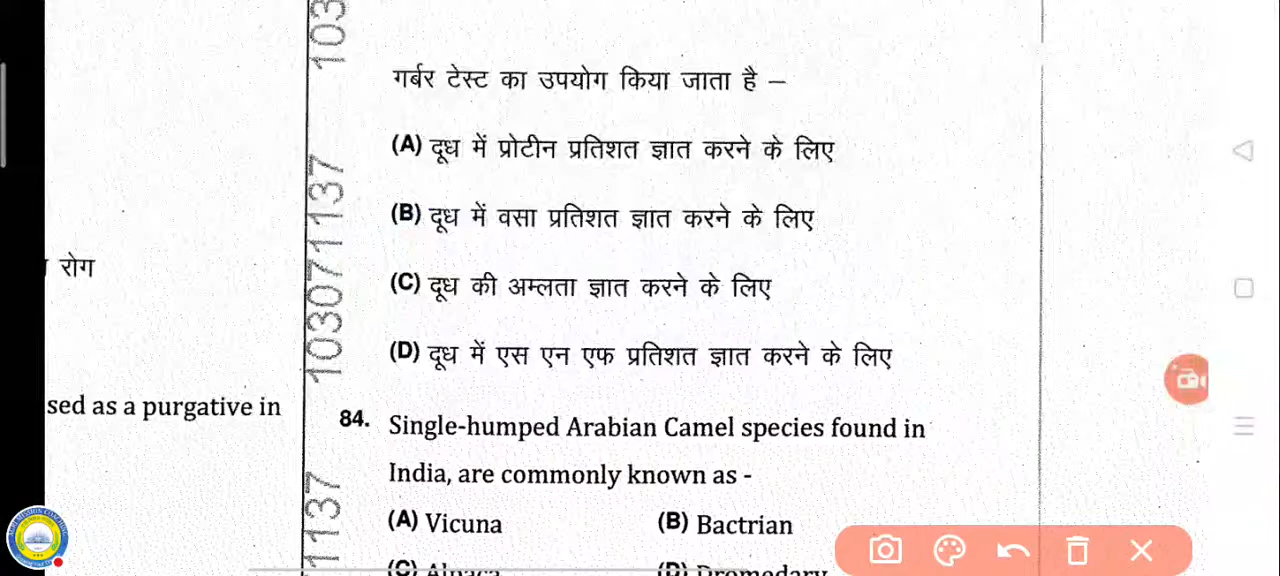 गर्बर टेस्ट का उपयोग किया जाता है –
(A) दूध में प्रोटीन प्रतिशत ज्ञात करने के लिए
(B) दूध में वसा प्रतिशत ज्ञात करने के लिए
(C) दूध की अम्लता ज्ञात करने के लिए
(D) दूध में एस एन एफ प्रतिशत ज्ञात करने के लिए
रोग
sed as a purgative in
103
103071137
1137
84. Single-humped Arabian Camel species found in
India, are commonly known as -
(A) Vicuna (B) Bactrian
(C) Alpaca (D) Dromedary